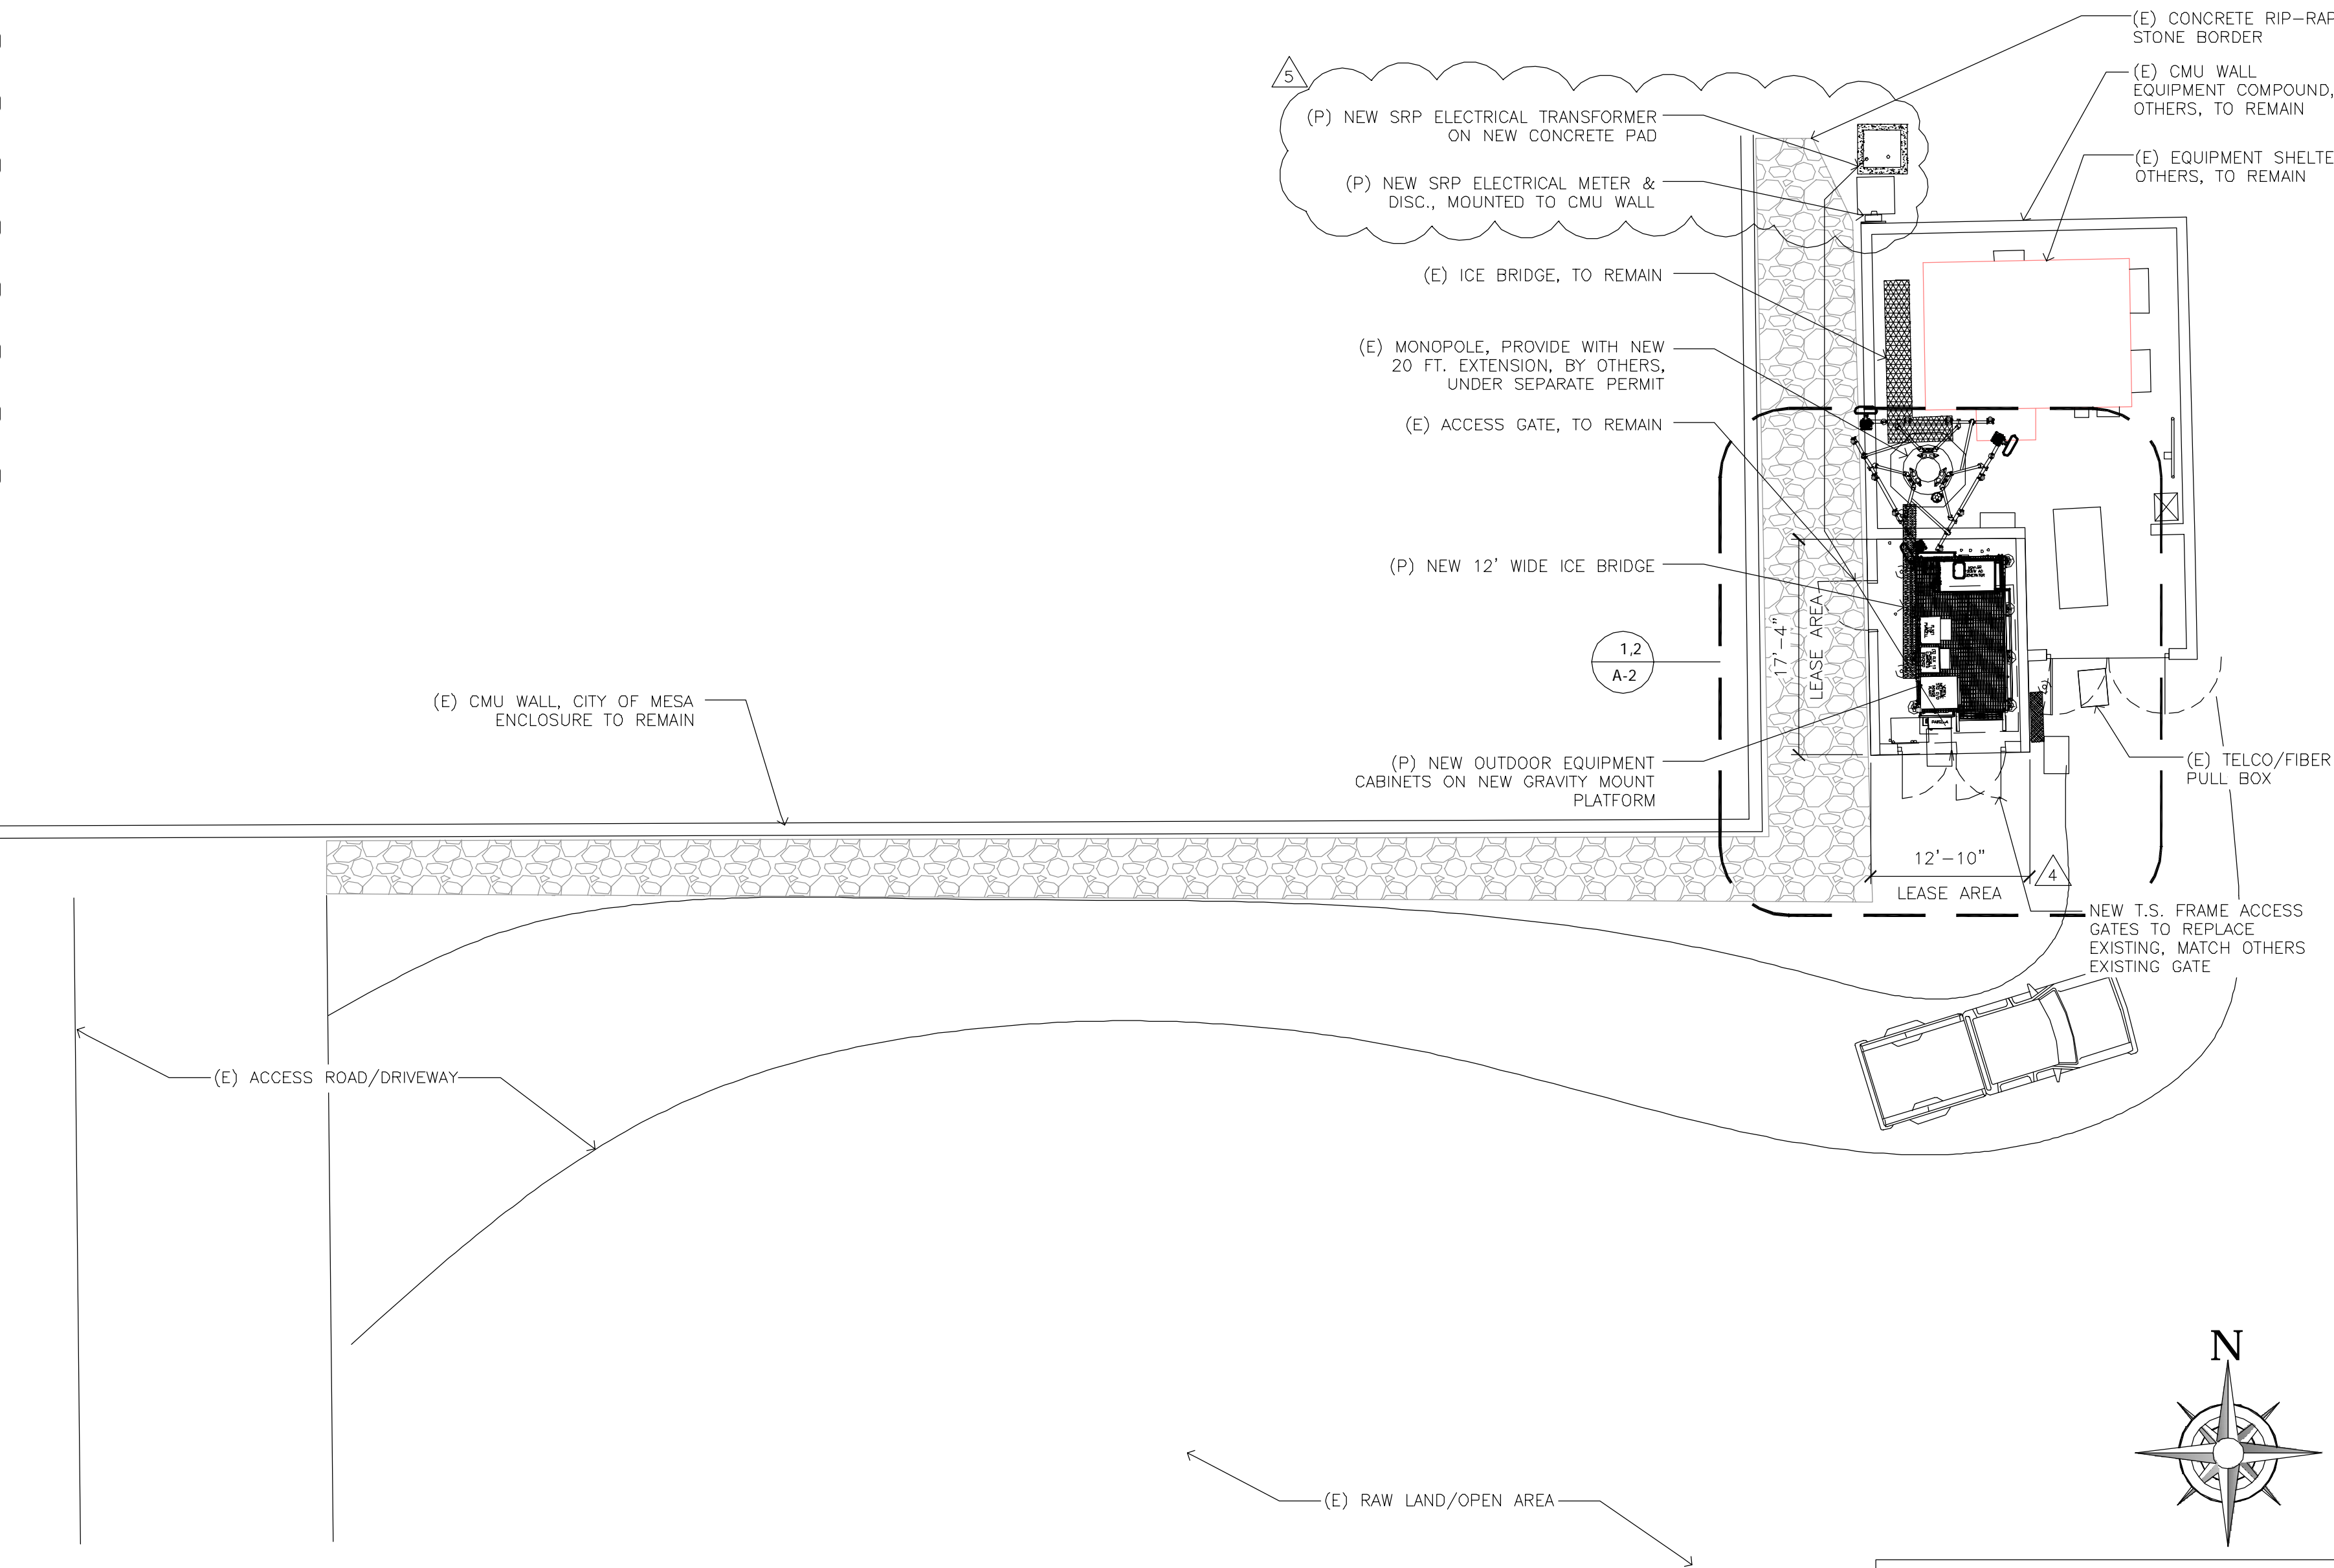 (E) CONCRETE RIP-RAP
STONE BORDER
(E) CMU WALL
EQUIPMENT COMPOUND,
OTHERS, TO REMAIN
(E) EQUIPMENT SHELTE
OTHERS, TO REMAIN
5
(P) NEW SRP ELECTRICAL TRANSFORMER
ON NEW CONCRETE PAD
(P) NEW SRP ELECTRICAL METER &
DISC., MOUNTED TO CMU WALL
(E) ICE BRIDGE, TO REMAIN
(E) MONOPOLE, PROVIDE WITH NEW
20 FT. EXTENSION, BY OTHERS,
UNDER SEPARATE PERMIT
(E) ACCESS GATE, TO REMAIN
(P) NEW 12' WIDE ICE BRIDGE
17'-4"
LEASE AREA
1,2
A-2
(E) CMU WALL, CITY OF MESA
ENCLOSURE TO REMAIN
(P) NEW OUTDOOR EQUIPMENT
CABINETS ON NEW GRAVITY MOUNT
PLATFORM
(E) TELCO/FIBER
PULL BOX
12'-10"
LEASE AREA
4
NEW T.S. FRAME ACCESS
GATES TO REPLACE
EXISTING, MATCH OTHERS
EXISTING GATE
(E) ACCESS ROAD/DRIVEWAY
N
(E) RAW LAND/OPEN AREA